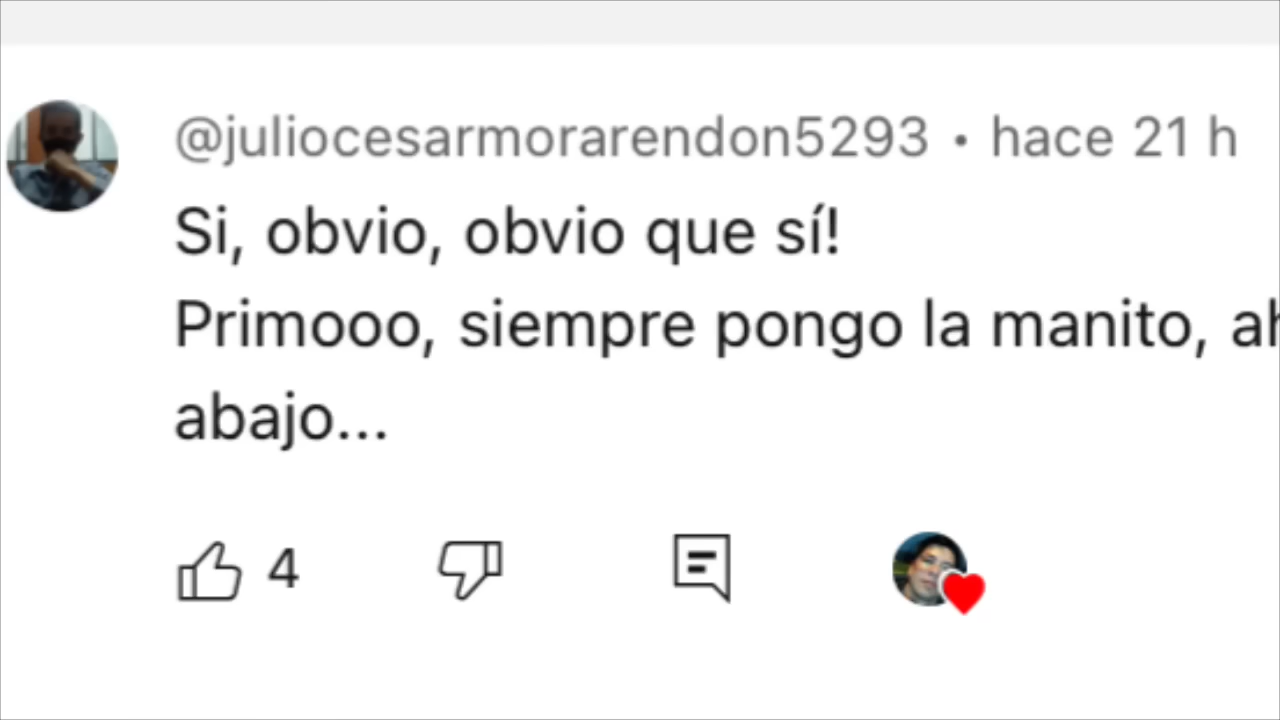 @juliocesarmorarendon5293 • hace 21 h
Si, obvio, obvio que sí!
Primooo, siempre pongo la manito,
abajo...
4